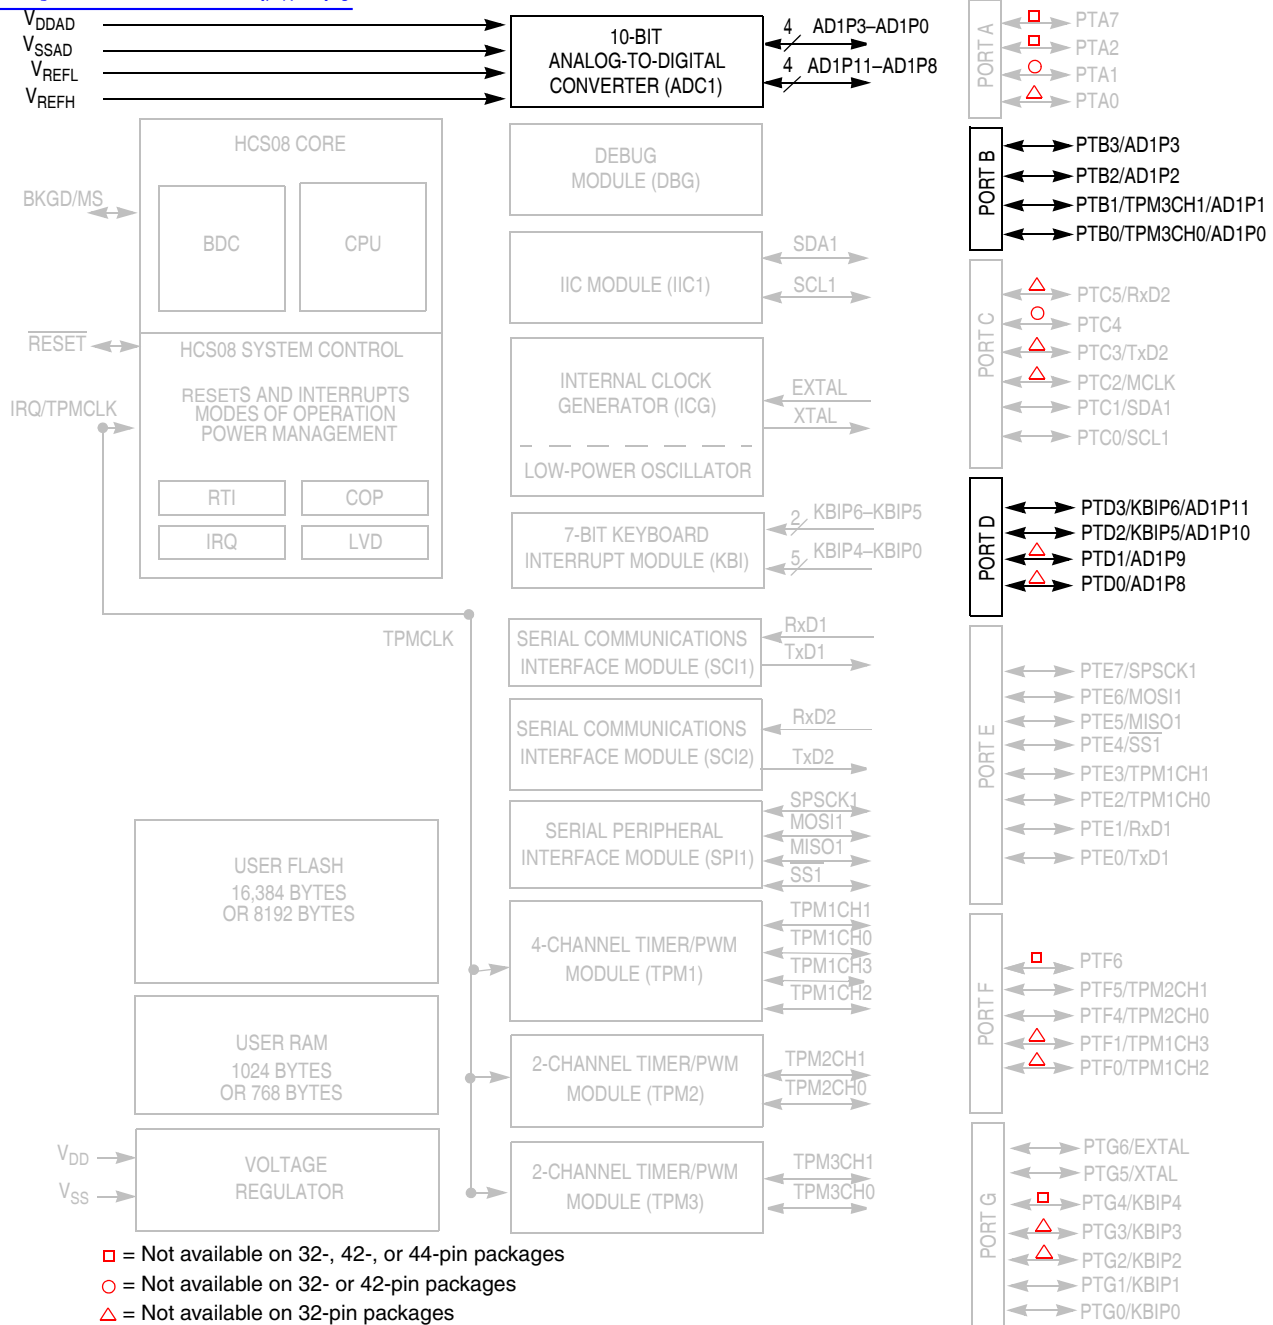 V_DDAD
V_SSAD
V_REFL
V_REFH
10-BIT
ANALOG-TO-DIGITAL
CONVERTER (ADC1)
4 AD1P3–AD1P0
4 AD1P11–AD1P8
HCS08 CORE
BDC
CPU
BKGD/MS
RESET
HCS08 SYSTEM CONTROL
RESETS AND INTERRUPTS
MODES OF OPERATION
POWER MANAGEMENT
IRQ/TPMCLK
RTI
COP
IRQ
LVD
TPMCLK
USER FLASH
16,384 BYTES
OR 8192 BYTES
USER RAM
1024 BYTES
OR 768 BYTES
V_DD
V_SS
VOLTAGE
REGULATOR
DEBUG
MODULE (DBG)
IIC MODULE (IIC1)
SDA1
SCL1
INTERNAL CLOCK
GENERATOR (ICG)
EXTAL
XTAL
LOW-POWER OSCILLATOR
7-BIT KEYBOARD
INTERRUPT MODULE (KBI)
2 KBIP6–KBIP5
5 KBIP4–KBIP0
SERIAL COMMUNICATIONS
INTERFACE MODULE (SCI1)
RxD1
TxD1
SERIAL COMMUNICATIONS
INTERFACE MODULE (SCI2)
RxD2
TxD2
SERIAL PERIPHERAL
INTERFACE MODULE (SPI1)
SPSCK1
MOSI1
MISO1
SS1
4-CHANNEL TIMER/PWM
MODULE (TPM1)
TPM1CH1
TPM1CH0
TPM1CH3
TPM1CH2
2-CHANNEL TIMER/PWM
MODULE (TPM2)
TPM2CH1
TPM2CH0
2-CHANNEL TIMER/PWM
MODULE (TPM3)
TPM3CH1
TPM3CH0
PORT A
PTA7
PTA2
PTA1
PTA0
PORT B
PTB3/AD1P3
PTB2/AD1P2
PTB1/TPM3CH1/AD1P1
PTB0/TPM3CH0/AD1P0
PORT C
PTC5/RxD2
PTC4
PTC3/TxD2
PTC2/MCLK
PTC1/SDA1
PTC0/SCL1
PORT D
PTD3/KBIP6/AD1P11
PTD2/KBIP5/AD1P10
PTD1/AD1P9
PTD0/AD1P8
PORT E
PTE7/SPSCK1
PTE6/MOSI1
PTE5/MISO1
PTE4/SS1
PTE3/TPM1CH1
PTE2/TPM1CH0
PTE1/RxD1
PTE0/TxD1
PORT F
PTF6
PTF5/TPM2CH1
PTF4/TPM2CH0
PTF1/TPM1CH3
PTF0/TPM1CH2
PORT G
PTG6/EXTAL
PTG5/XTAL
PTG4/KBIP4
PTG3/KBIP3
PTG2/KBIP2
PTG1/KBIP1
PTG0/KBIP0
= Not available on 32-, 42-, or 44-pin packages
= Not available on 32- or 42-pin packages
= Not available on 32-pin packages